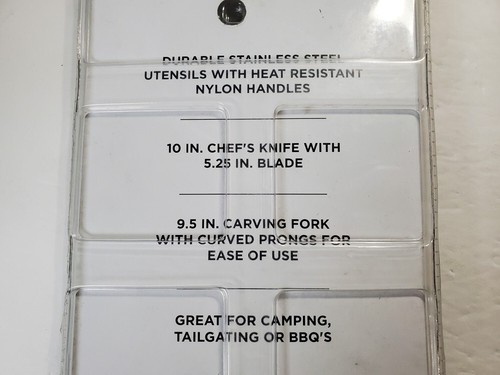 DURABLE STAINLESS STEEL
UTENSILS WITH HEAT RESISTANT
NYLON HANDLES
10 IN. CHEF'S KNIFE WITH
5.25 IN. BLADE
9.5 IN. CARVING FORK
WITH CURVED PRONGS FOR
EASE OF USE
GREAT FOR CAMPING,
TAILGATING OR BBQ'S